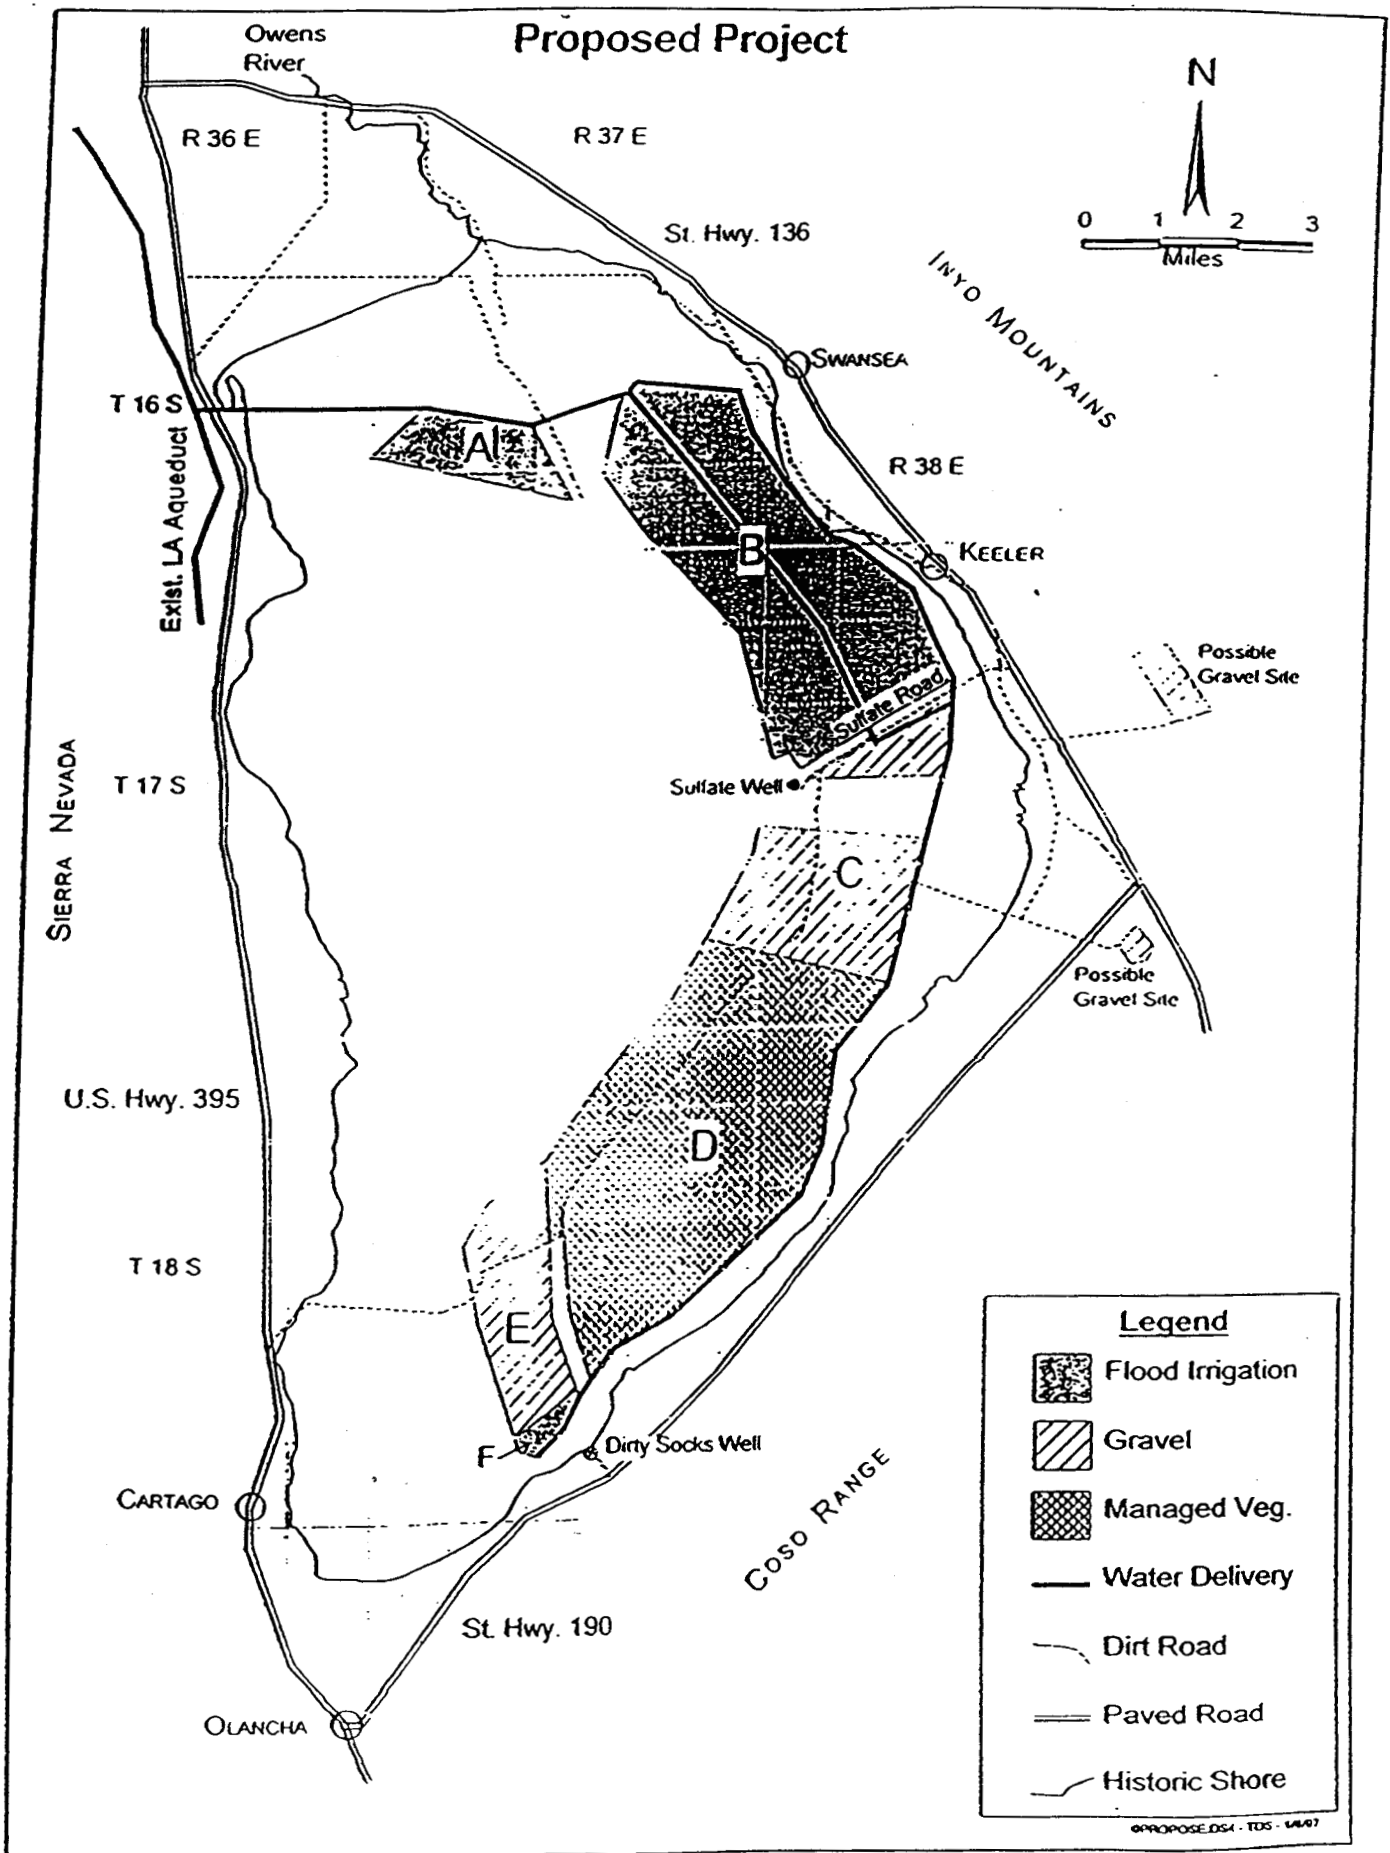 Proposed Project
Owens
River
N
R 36 E
R 37 E
0 1 2 3
Miles
St. Hwy. 136
INYO MOUNTAINS
SWANSEA
T 16 S
A
Exist. LA Aqueduct
R 38 E
B
KEELER
Possible
Gravel Site
Sulfate Road
SIERRA NEVADA
T 17 S
Sulfate Well
C
Possible
Gravel Site
U.S. Hwy. 395
D
T 18 S
E
F
Dirty Socks Well
CARTAGO
COSO RANGE
St. Hwy. 190
OLANCHA
Legend
Flood Irrigation
Gravel
Managed Veg.
Water Delivery
Dirt Road
Paved Road
Historic Shore
PROPOSE.DS4 - TDS -